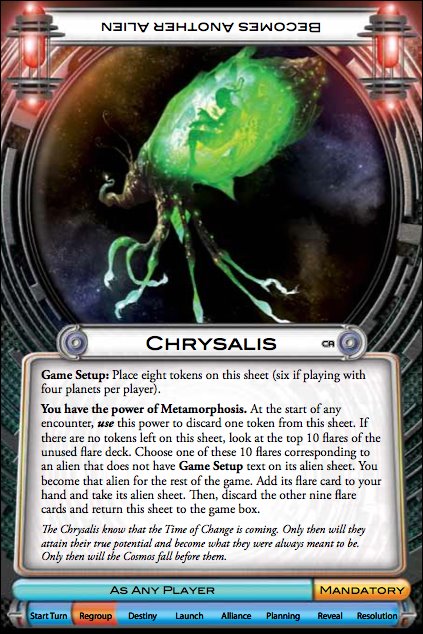 BECOMES ANOTHER ALIEN
CHRYSALIS
CA
Game Setup: Place eight tokens on this sheet (six if playing with
four planets per player).
You have the power of Metamorphosis. At the start of any
encounter, use this power to discard one token from this sheet. If
there are no tokens left on this sheet, look at the top 10 flares of the
unused flare deck. Choose one of these 10 flares corresponding to
an alien that does not have Game Setup text on its alien sheet. You
become that alien for the rest of the game. Add its flare card to your
hand and take its alien sheet. Then, discard the other nine flare
cards and return this sheet to the game box.
The Chrysalis know that the Time of Change is coming. Only then will they
attain their true potential and become what they were always meant to be.
Only then will the Cosmos fall before them.
AS ANY PLAYER MANDATORY
Start Turn Regroup Destiny Launch Alliance Planning Reveal Resolution